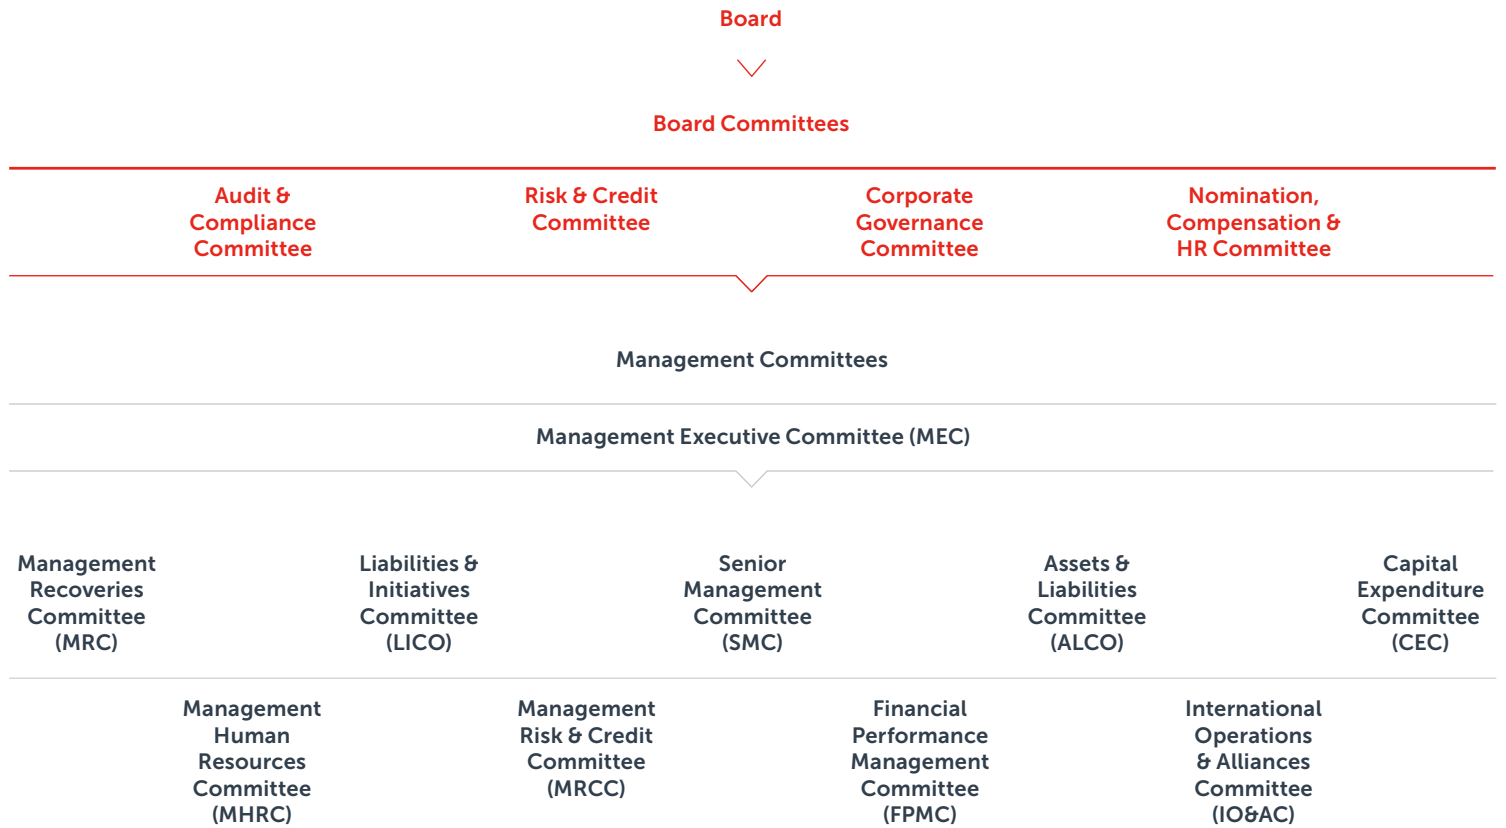 Board
Board Committees
Audit &
Compliance
Committee
Risk & Credit
Committee
Corporate
Governance
Committee
Nomination,
Compensation &
HR Committee
Management Committees
Management Executive Committee (MEC)
Management
Recoveries
Committee
(MRC)
Liabilities &
Initiatives
Committee
(LICO)
Senior
Management
Committee
(SMC)
Assets &
Liabilities
Committee
(ALCO)
Capital
Expenditure
Committee
(CEC)
Management
Human
Resources
Committee
(MHRC)
Management
Risk & Credit
Committee
(MRCC)
Financial
Performance
Management
Committee
(FPMC)
International
Operations
& Alliances
Committee
(IO&AC)